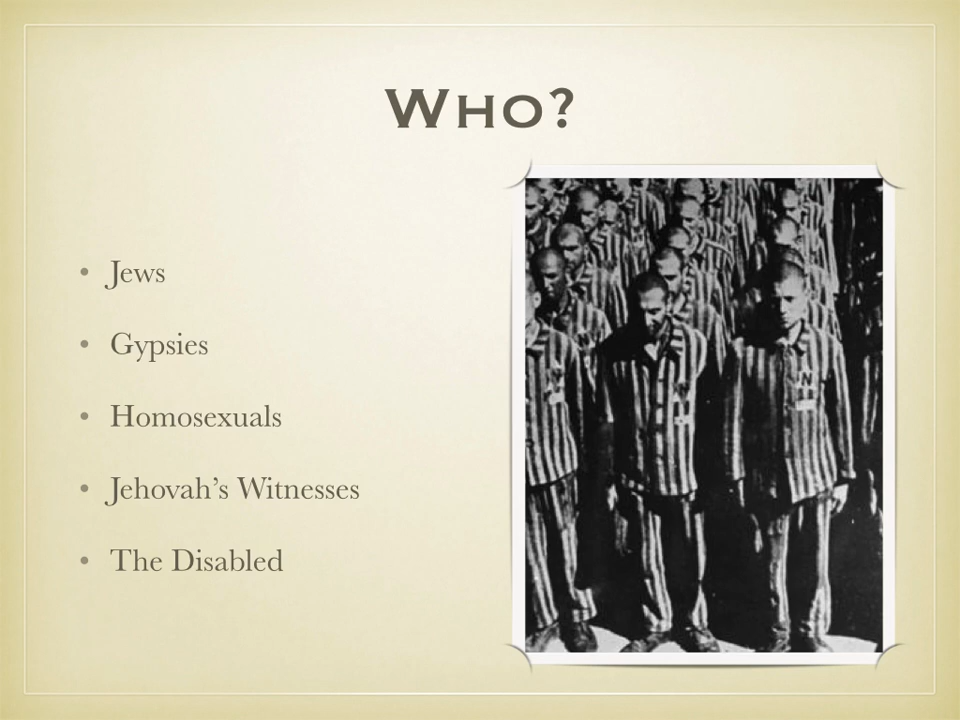 Who?
• Jews
• Gypsies
• Homosexuals
• Jehovah’s Witnesses
• The Disabled
N